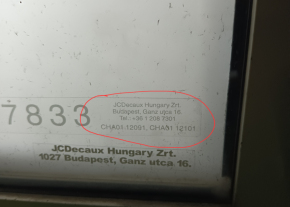 7833
JCDecaux Hungary Zrt.
Budapest, Ganz utca 16.
CHA01 12091, CHA01 12101
JCDecaux Hungary Zrt.
1027 Budapest, Ganz utca 16.